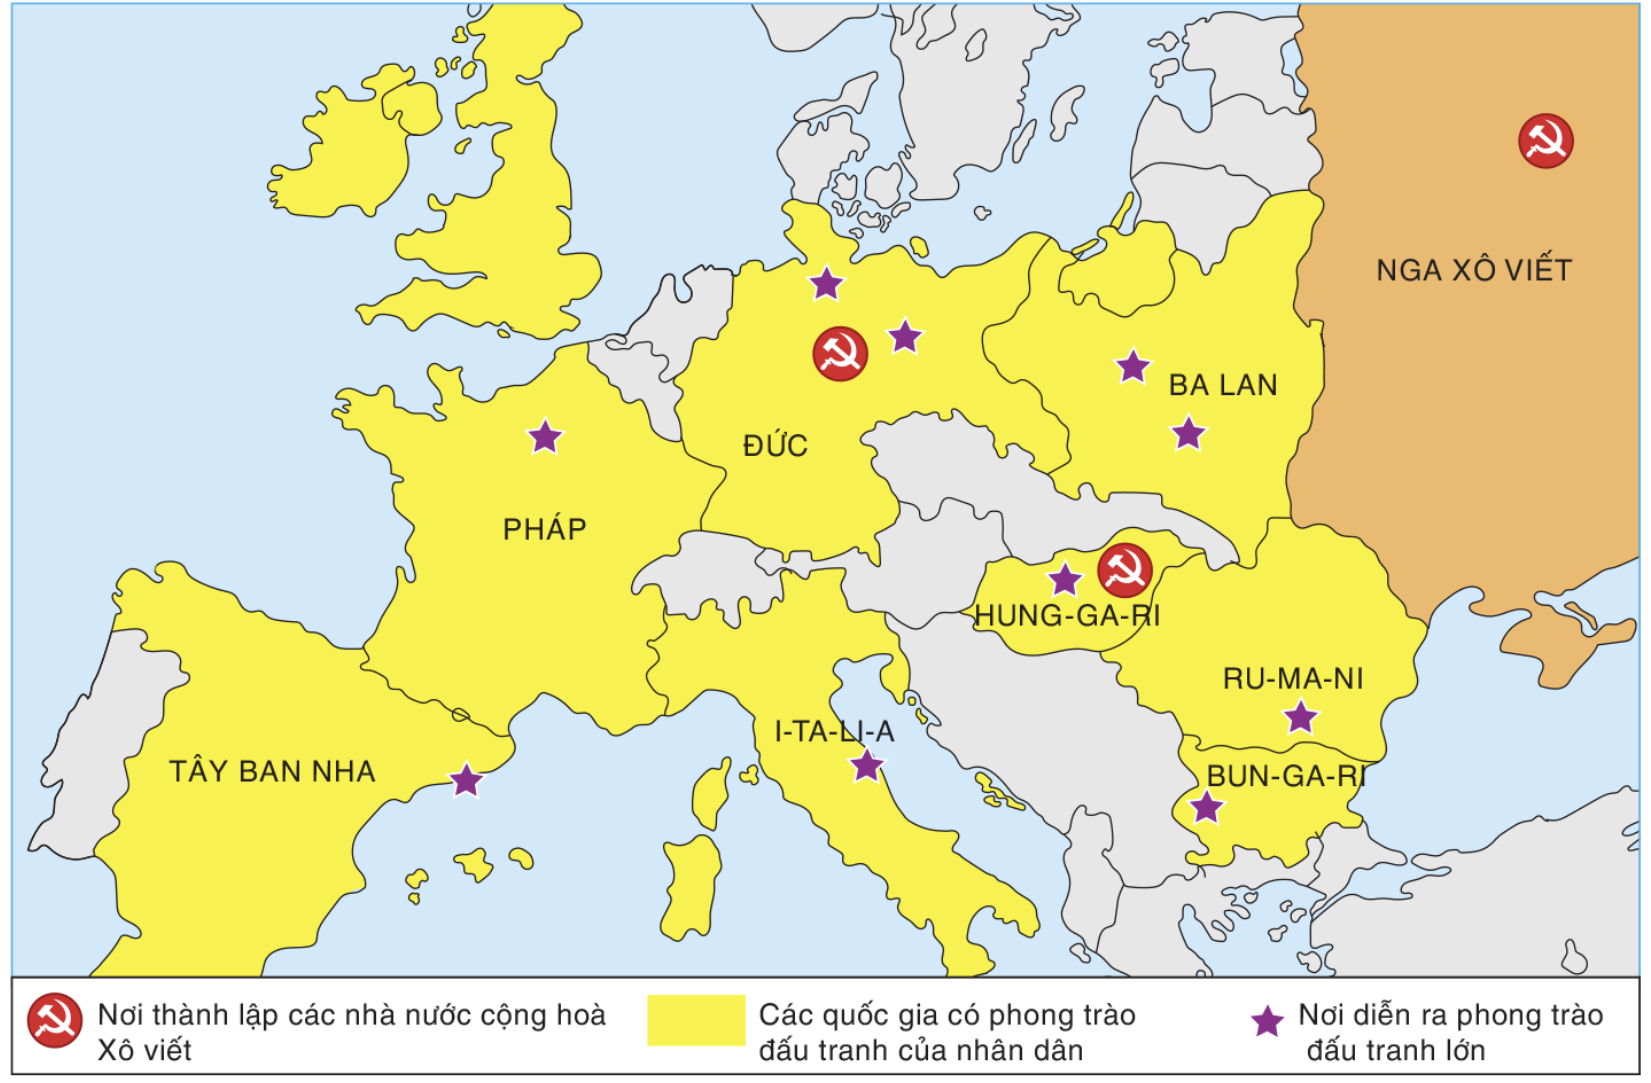 NGA XÔ VIẾT
BA LAN
ĐỨC
PHÁP
HUNG-GA-RI
RU-MA-NI
I-TA-LI-A
TÂY BAN NHA
BUN-GA-RI
Nơi thành lập các nhà nước cộng hoà
Xô viết
Các quốc gia có phong trào
đấu tranh của nhân dân
Nơi diễn ra phong trào
đấu tranh lớn